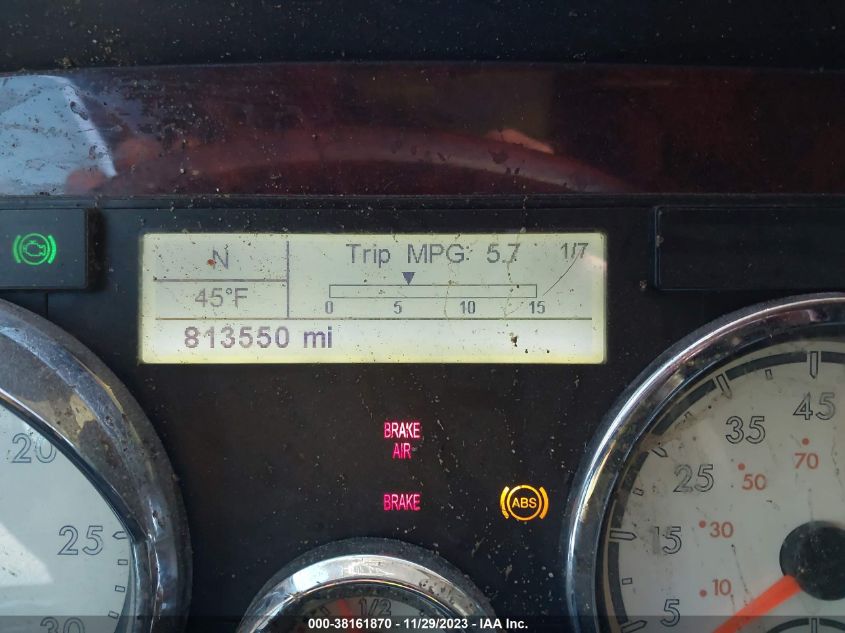 N
Trip MPG: 5.7 1/7
45°F
0 5 10 15
813550 mi
BRAKE
AIR
BRAKE
ABS
20
25
30
1/2
5
15
25
35
45
10
30
50
70
000-38161870 - 11/29/2023 - IAA Inc.